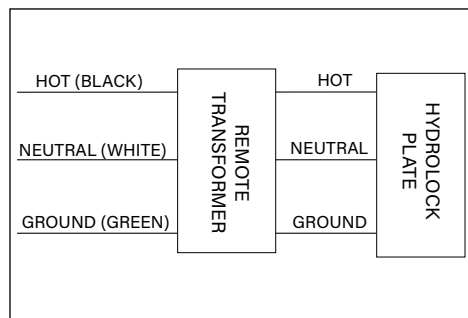 HOT (BLACK)
NEUTRAL (WHITE)
GROUND (GREEN)
REMOTE
TRANSFORMER
HOT
NEUTRAL
GROUND
HYDROLOCK
PLATE